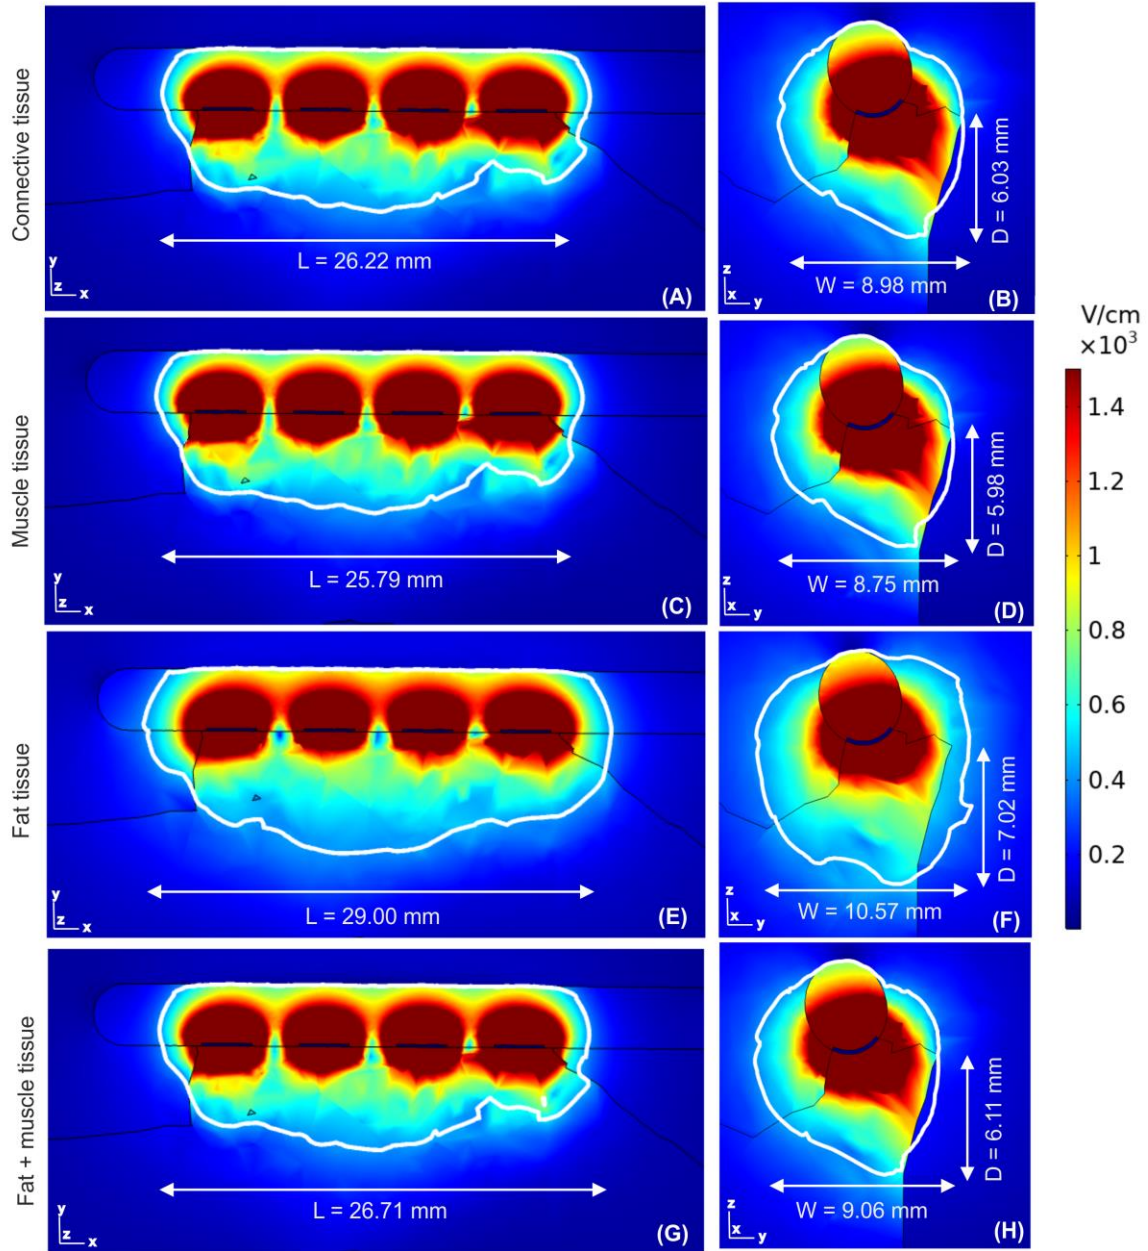 Connective tissue
y
z x
L = 26.22 mm
(A)
z
x y
W = 8.98 mm
D = 6.03 mm
(B)
Muscle tissue
y
z x
L = 25.79 mm
(C)
z
x y
W = 8.75 mm
D = 5.98 mm
(D)
Fat tissue
y
z x
L = 29.00 mm
(E)
z
x y
W = 10.57 mm
D = 7.02 mm
(F)
Fat + muscle tissue
y
z x
L = 26.71 mm
(G)
z
x y
W = 9.06 mm
D = 6.11 mm
(H)
V/cm
×10³
1.4
1.2
1
0.8
0.6
0.4
0.2